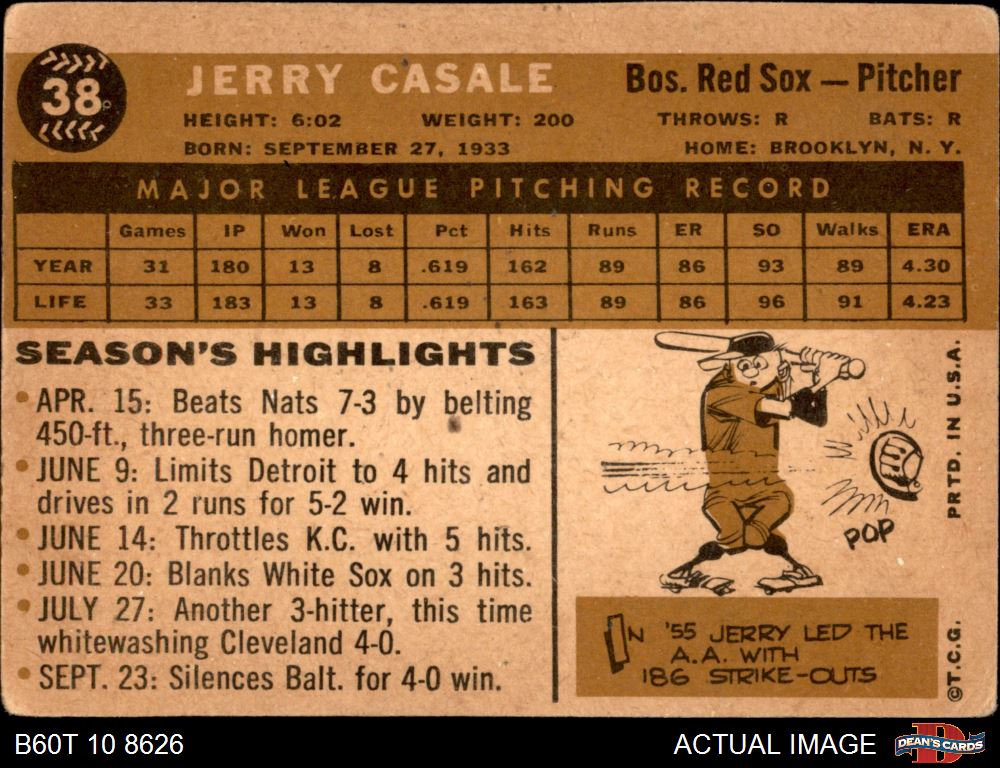 38
JERRY CASALE
Bos. Red Sox — Pitcher
HEIGHT: 6:02 WEIGHT: 200 THROWS: R BATS: R
BORN: SEPTEMBER 27, 1933 HOME: BROOKLYN, N. Y.
MAJOR LEAGUE PITCHING RECORD
Games IP Won Lost Pct Hits Runs ER SO Walks ERA
YEAR 31 180 13 8 .619 162 89 86 93 89 4.30
LIFE 33 183 13 8 .619 163 89 86 96 91 4.23
SEASON'S HIGHLIGHTS
• APR. 15: Beats Nats 7-3 by belting
450-ft., three-run homer.
• JUNE 9: Limits Detroit to 4 hits and
drives in 2 runs for 5-2 win.
• JUNE 14: Throttles K.C. with 5 hits.
• JUNE 20: Blanks White Sox on 3 hits.
• JULY 27: Another 3-hitter, this time
whitewashing Cleveland 4-0.
• SEPT. 23: Silences Balt. for 4-0 win.
POP
IN '55 JERRY LED THE
A.A. WITH
186 STRIKE-OUTS
©T.C.G. PRTD. IN U.S.A.
B60T 10 8626
ACTUAL IMAGE
D
DEAN'S CARDS